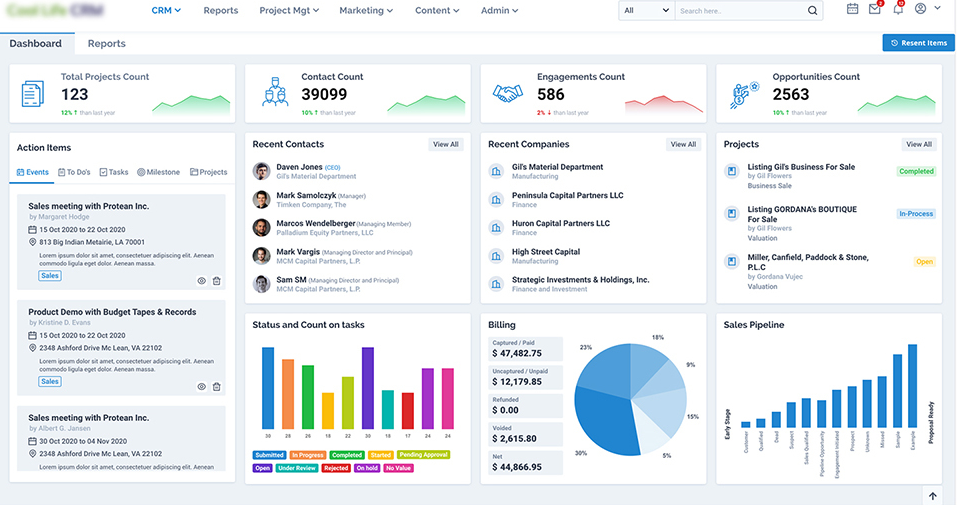 Cool Life CRM
CRM
Reports
Project Mgt
Marketing
Content
Admin
All
Search here..
2
12
Dashboard
Reports
Resent Items
Total Projects Count
123
12% ↑ than last year
Contact Count
39099
10% ↑ than last year
Engagements Count
586
2% ↓ than last year
Opportunities Count
2563
10% ↑ than last year
Action Items
Events
To Do's
Tasks
Milestone
Projects
Sales meeting with Protean Inc.
by Margaret Hodge
15 Oct 2020 to 22 Oct 2020
813 Big Indian Metairie, LA 70001
Lorem ipsum dolor sit amet, consectetuer adipiscing elit. Aenean
commodo ligula eget dolor. Aenean massa.
Sales
Product Demo with Budget Tapes & Records
by Kristine D. Evans
15 Oct 2020 to 22 Oct 2020
2348 Ashford Drive Mc Lean, VA 22102
Lorem ipsum dolor sit amet, consectetuer adipiscing elit. Aenean
commodo ligula eget dolor. Aenean massa.
Sales
Sales meeting with Protean Inc.
by Albert G. Jansen
30 Oct 2020 to 04 Nov 2020
2348 Ashford Drive Mc Lean, VA 22102
Lorem ipsum dolor sit amet, consectetuer adipiscing elit. Aenean
Recent Contacts
View All
Daven Jones (CEO)
Gil's Material Department
Mark Samolczyk (Manager)
Timken Company, The
Marcos Wendelberger (Managing Member)
Palladium Equity Partners, LLC
Mark Vargis (Managing Director and Principal)
MCM Capital Partners, L.P.
Sam SM (Managing Director and Principal)
MCM Capital Partners, L.P.
Recent Companies
View All
Gil's Material Department
Manufacturing
Peninsula Capital Partners LLC
Finance
Huron Capital Partners LLC
Finance
High Street Capital
Manufacturing
Strategic Investments & Holdings, Inc.
Finance and Investment
Projects
View All
Listing Gil's Business For Sale
by Gil Flowers
Business Sale
Completed
Listing GORDANA's BOUTIQUE
For Sale
by Gil Flowers
Valuation
In-Process
Miller, Canfield, Paddock & Stone,
P.L.C
by Gordana Vujec
Valuation
Open
Status and Count on tasks
30 28 26 18 22 30 18 17 24 24
Submitted In Progress Completed Started Pending Approval
Open Under Review Rejected On hold No Value
Billing
Captured / Paid
$ 47,482.75
Uncaptured / Unpaid
$ 12,179.85
Refunded
$ 0.00
Voided
$ 2,615.80
Net
$ 44,866.95
23%
18%
9%
15%
5%
30%
Sales Pipeline
Early Stage
Customer
Qualified
Dead
Suspect
Sales Qualified
Pipeline Opportunity
Engagement Initiated
Prospect
Unknown
Missed
Sample
Example
Proposal Ready